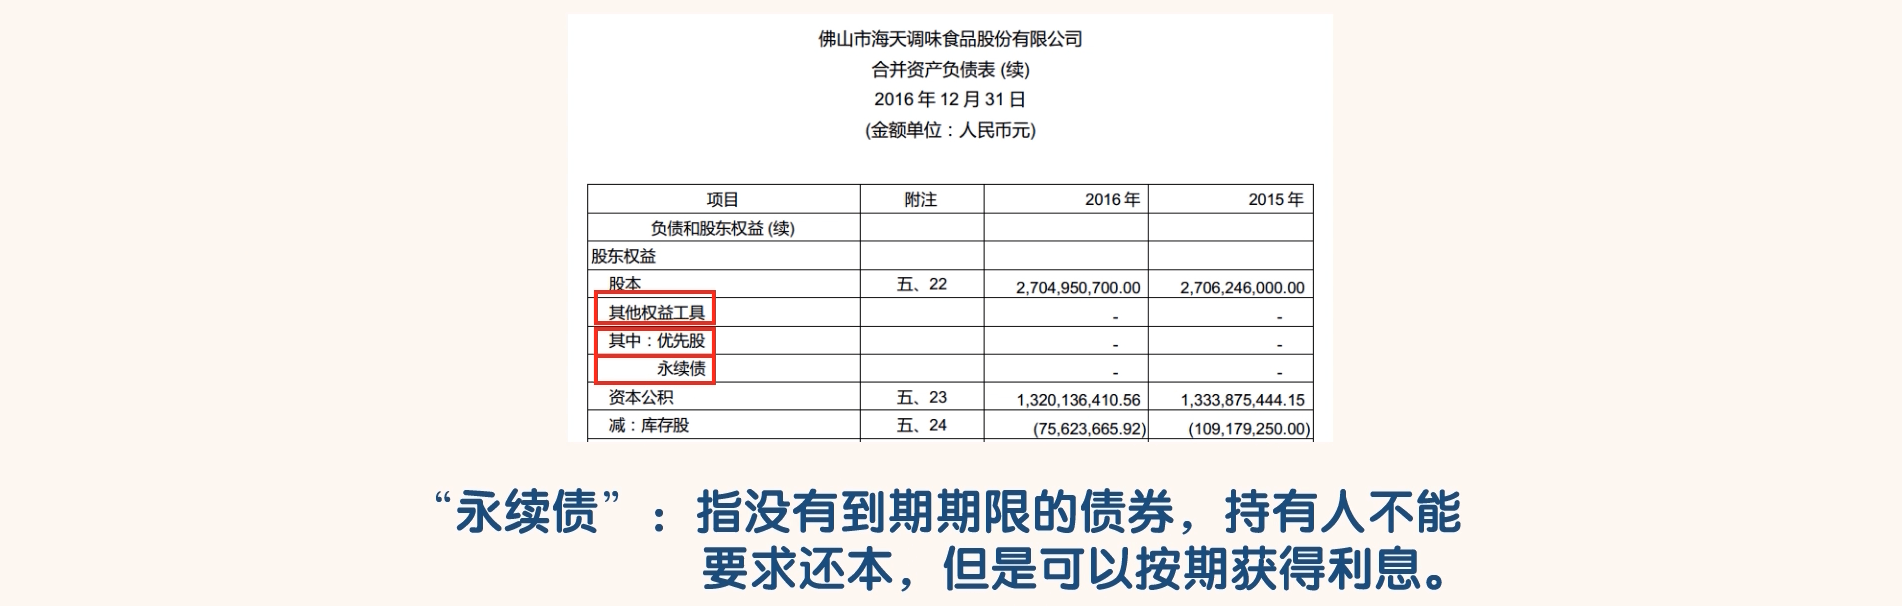 佛山市海天调味食品股份有限公司
合并资产负债表 (续)
2016 年 12 月 31 日
(金额单位：人民币元)
项目 附注 2016 年 2015 年
负债和股东权益 (续)
股东权益
股本 五、22 2,704,950,700.00 2,706,246,000.00
其他权益工具 - -
其中：优先股 - -
永续债 - -
资本公积 五、23 1,320,136,410.56 1,333,875,444.15
减：库存股 五、24 (75,623,665.92) (109,179,250.00)
“永续债”：指没有到期期限的债券，持有人不能
要求还本，但是可以按期获得利息。